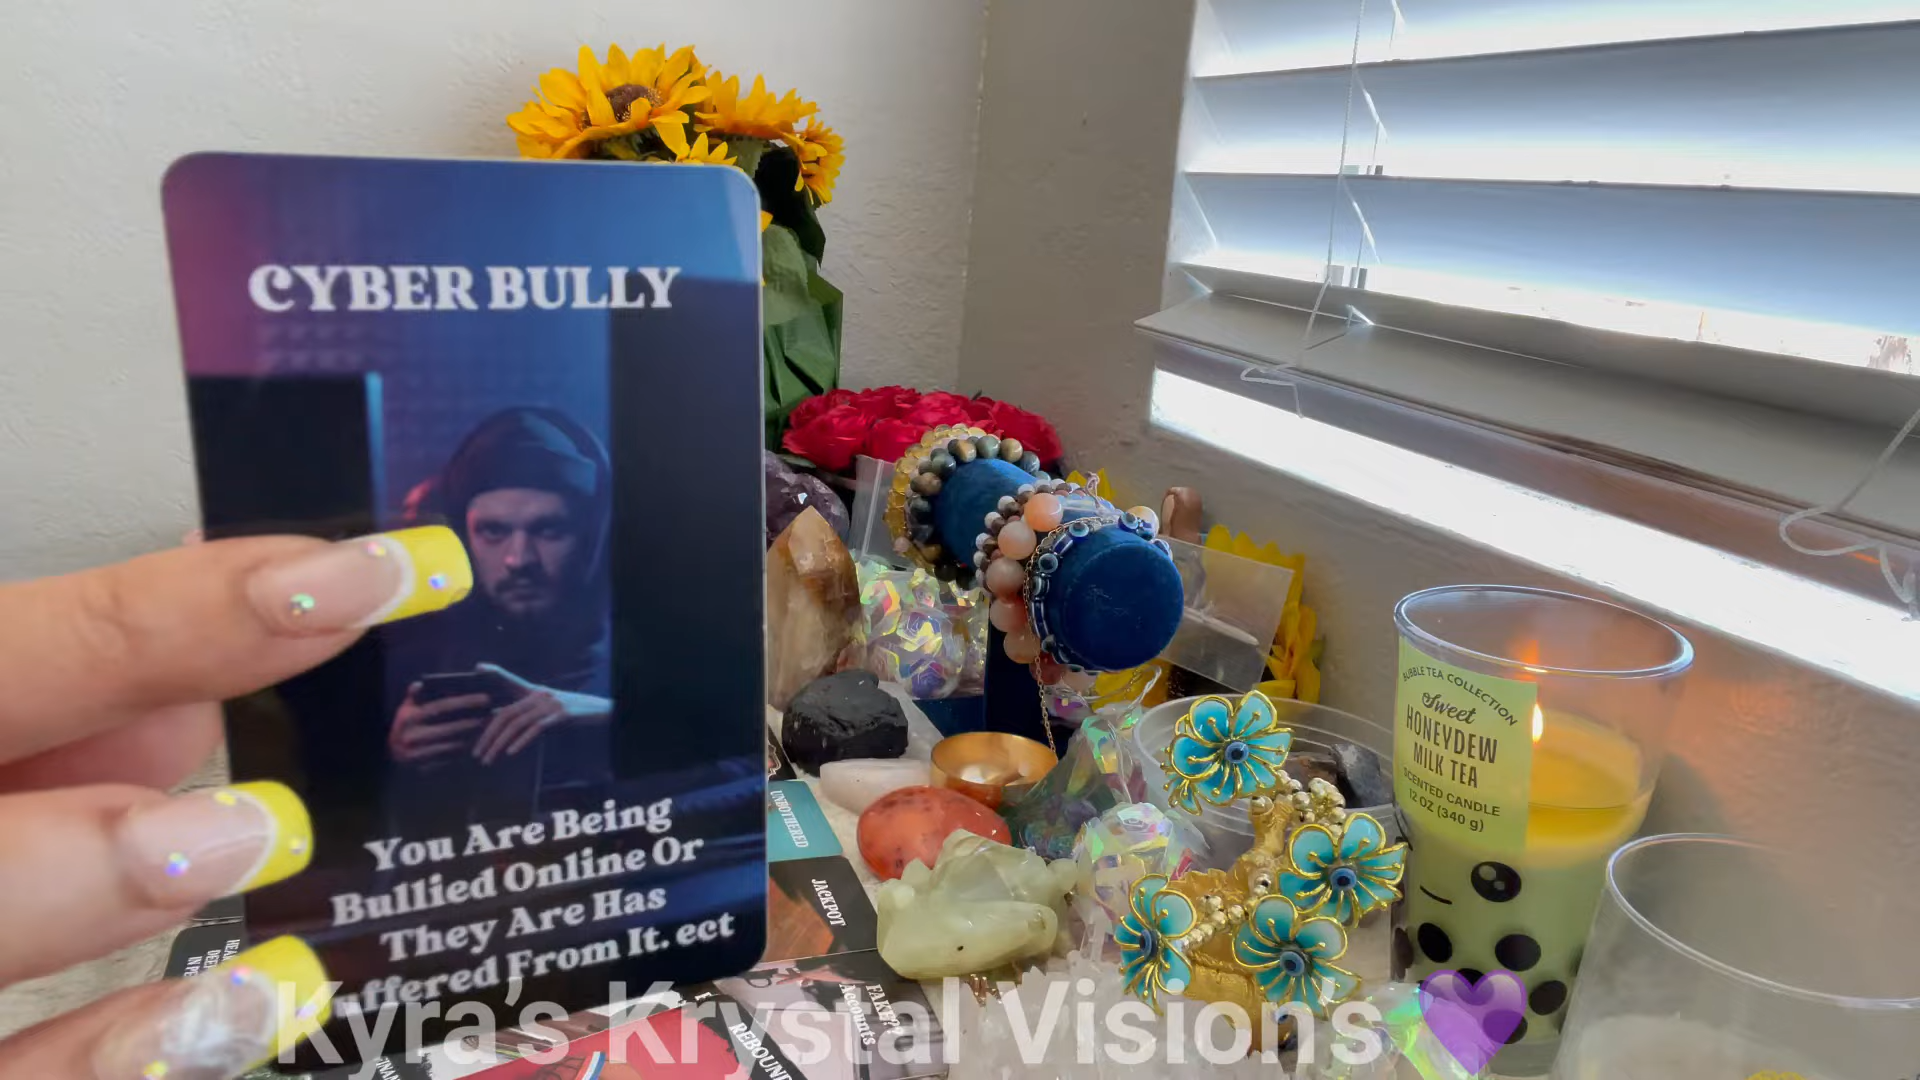 CYBER BULLY
You Are Being
Bullied Online Or
They Are Has
uffered From It. ect
BUBBLE TEA COLLECTION
Sweet
HONEYDEW
MILK TEA
SCENTED CANDLE
12 OZ (340 g)
UNBOTHERED
JACKPOT
FAKE??
Accounts
REBOUND
Kyra's Krystal Visions